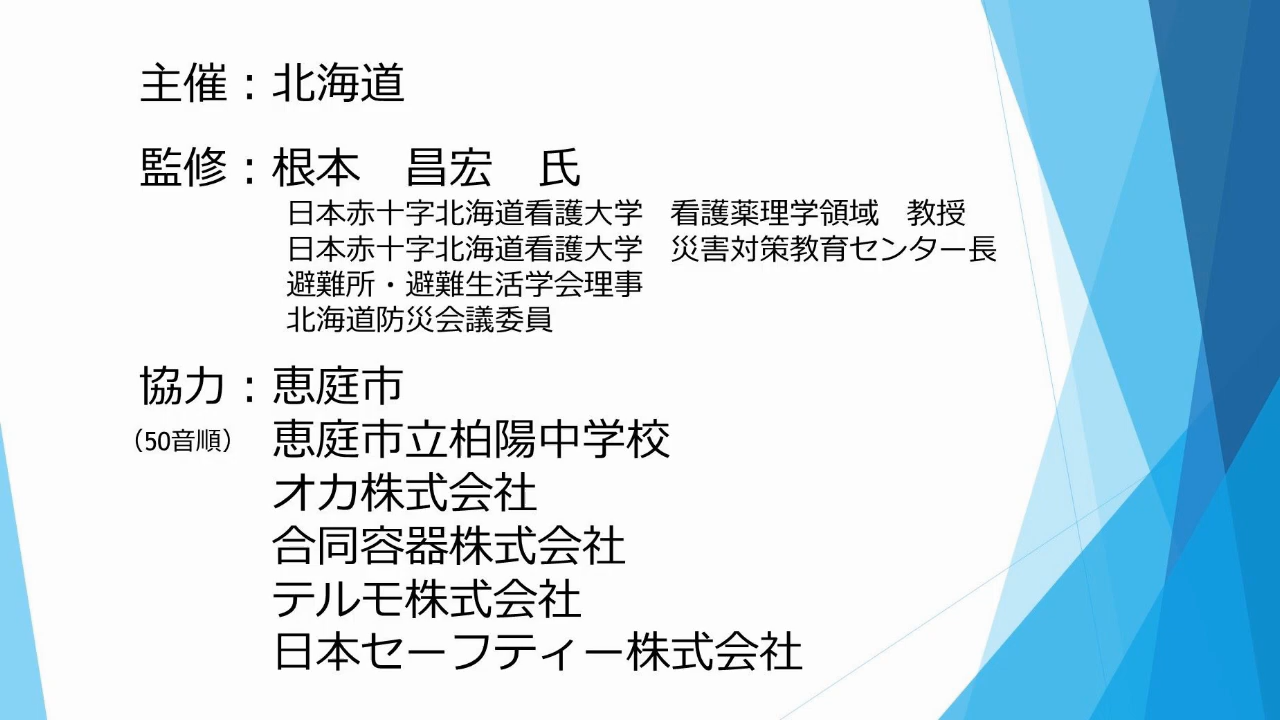 主催：北海道
監修：根本　昌宏　氏
日本赤十字北海道看護大学　看護薬理学領域　教授
日本赤十字北海道看護大学　災害対策教育センター長
避難所・避難生活学会理事
北海道防災会議委員
協力：恵庭市
（50音順）　恵庭市立柏陽中学校
オカ株式会社
合同容器株式会社
テルモ株式会社
日本セーフティー株式会社